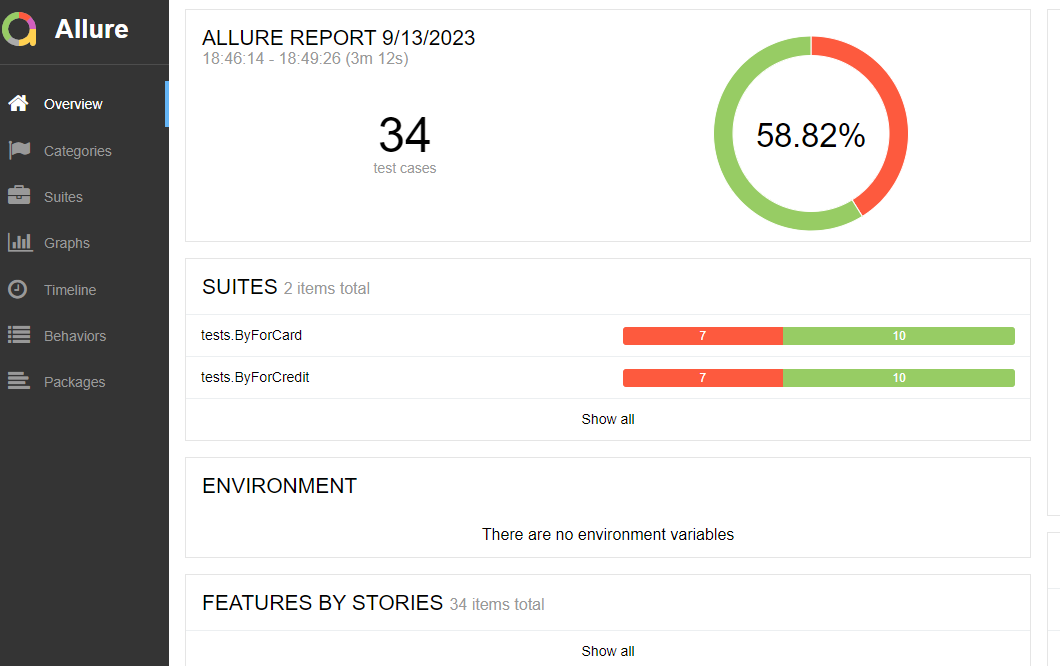 Allure
Overview
Categories
Suites
Graphs
Timeline
Behaviors
Packages
ALLURE REPORT 9/13/2023
18:46:14 - 18:49:26 (3m 12s)
34
test cases
58.82%
SUITES 2 items total
tests.ByForCard 7 10
tests.ByForCredit 7 10
Show all
ENVIRONMENT
There are no environment variables
FEATURES BY STORIES 34 items total
Show all